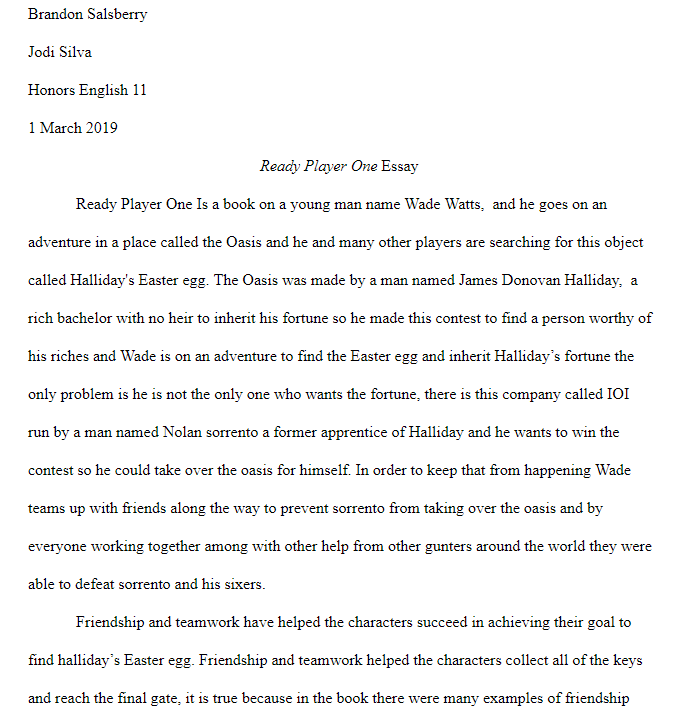 Brandon Salsberry
Jodi Silva
Honors English 11
1 March 2019
Ready Player One Essay
Ready Player One Is a book on a young man name Wade Watts,  and he goes on an
adventure in a place called the Oasis and he and many other players are searching for this object
called Halliday's Easter egg. The Oasis was made by a man named James Donovan Halliday,  a
rich bachelor with no heir to inherit his fortune so he made this contest to find a person worthy of
his riches and Wade is on an adventure to find the Easter egg and inherit Halliday’s fortune the
only problem is he is not the only one who wants the fortune, there is this company called IOI
run by a man named Nolan sorrento a former apprentice of Halliday and he wants to win the
contest so he could take over the oasis for himself. In order to keep that from happening Wade
teams up with friends along the way to prevent sorrento from taking over the oasis and by
everyone working together among with other help from other gunters around the world they were
able to defeat sorrento and his sixers.
Friendship and teamwork have helped the characters succeed in achieving their goal to
find halliday’s Easter egg. Friendship and teamwork helped the characters collect all of the keys
and reach the final gate, it is true because in the book there were many examples of friendship